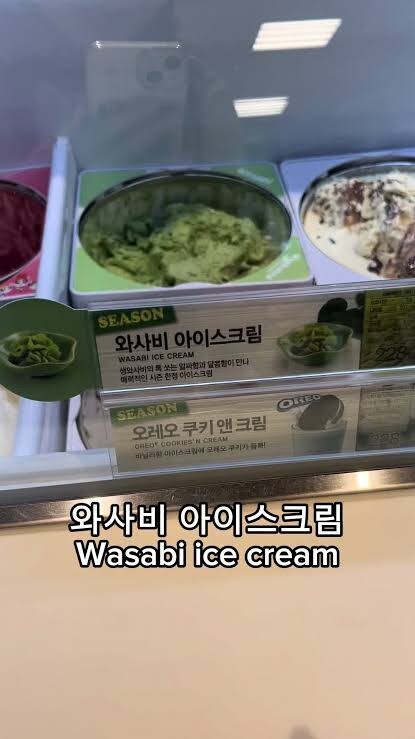 SEASON
와사비 아이스크림
WASABI ICE CREAM
생와사비의 톡 쏘는 알싸함과 달콤함이 만나
매력적인 시즌 한정 아이스크림
228
SEASON
오레오 쿠키 앤 크림
OREO® COOKIES'N CREAM
바닐라향 아이스크림에 오레오 쿠키가 듬뿍!
OREO
와사비 아이스크림
Wasabi ice cream